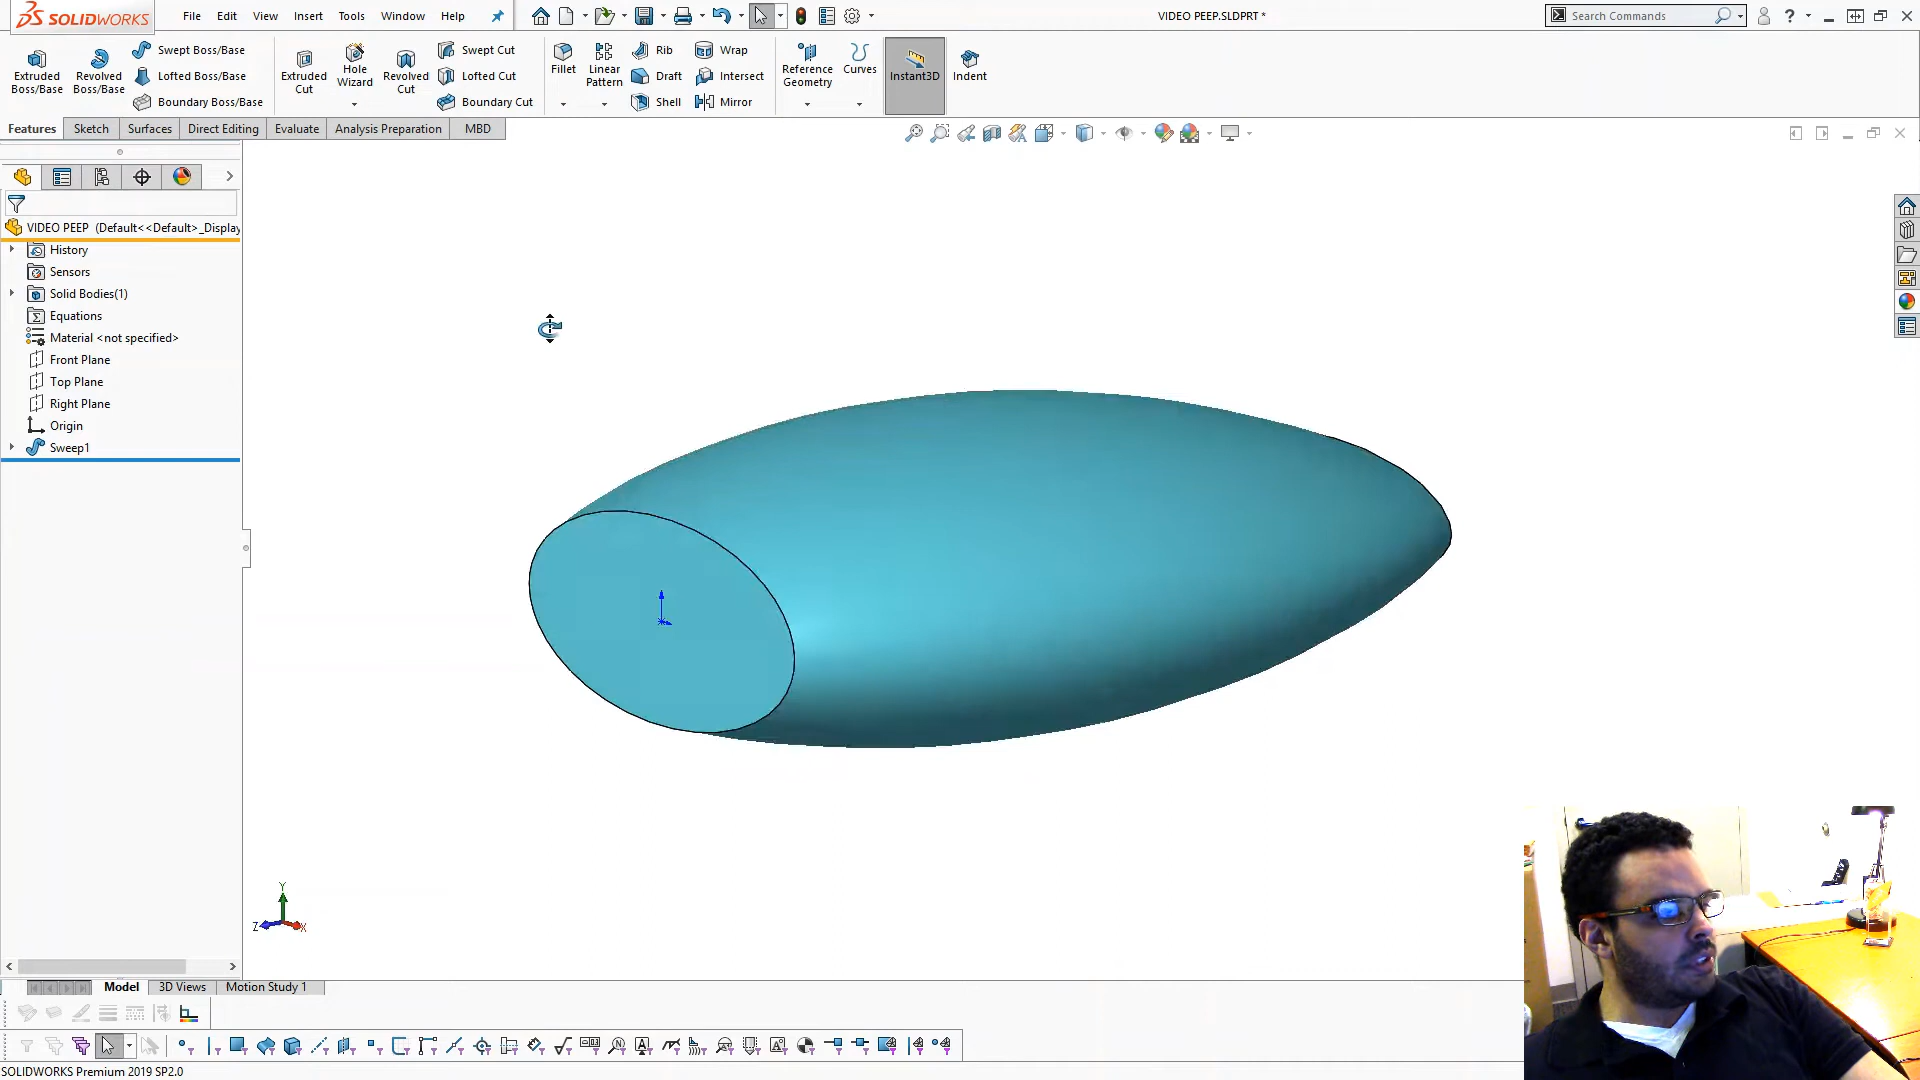 SOLIDWORKS
File Edit View Insert Tools Window Help
VIDEO PEEP.SLDPRT *
Search Commands
Extruded Boss/Base
Revolved Boss/Base
Swept Boss/Base
Lofted Boss/Base
Boundary Boss/Base
Extruded Cut
Hole Wizard
Revolved Cut
Swept Cut
Lofted Cut
Boundary Cut
Fillet
Linear Pattern
Rib
Draft
Shell
Wrap
Intersect
Mirror
Reference Geometry
Curves
Instant3D
Indent
Features Sketch Surfaces Direct Editing Evaluate Analysis Preparation MBD
VIDEO PEEP (Default<<Default>_Display
History
Sensors
Solid Bodies(1)
Equations
Material <not specified>
Front Plane
Top Plane
Right Plane
Origin
Sweep1
Y
Z X
Model 3D Views Motion Study 1
SOLIDWORKS Premium 2019 SP2.0